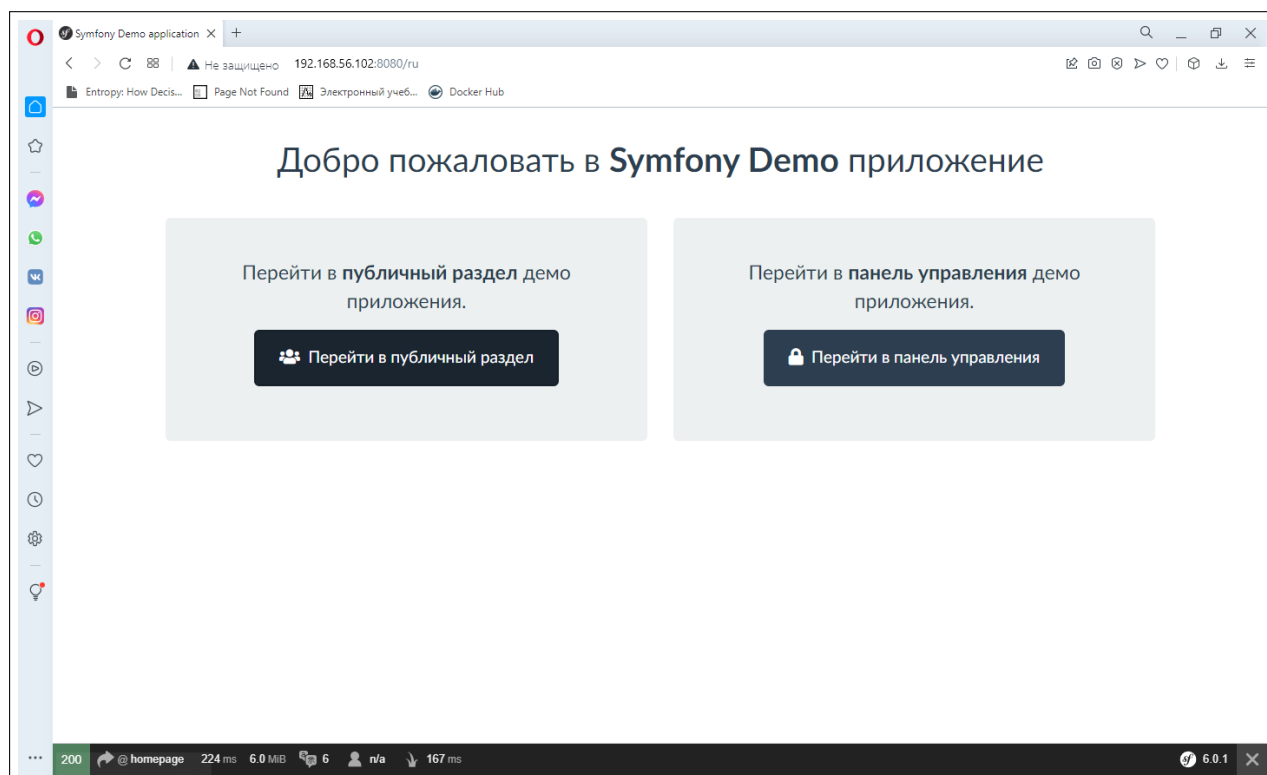 Symfony Demo application
Не защищено 192.168.56.102:8080/ru
Entropy: How Decis... Page Not Found Электронный учеб... Docker Hub
Добро пожаловать в Symfony Demo приложение
Перейти в публичный раздел демо
приложения.
Перейти в публичный раздел
Перейти в панель управления демо
приложения.
Перейти в панель управления
200 @ homepage 224 ms 6.0 MiB 6 n/a 167 ms 6.0.1